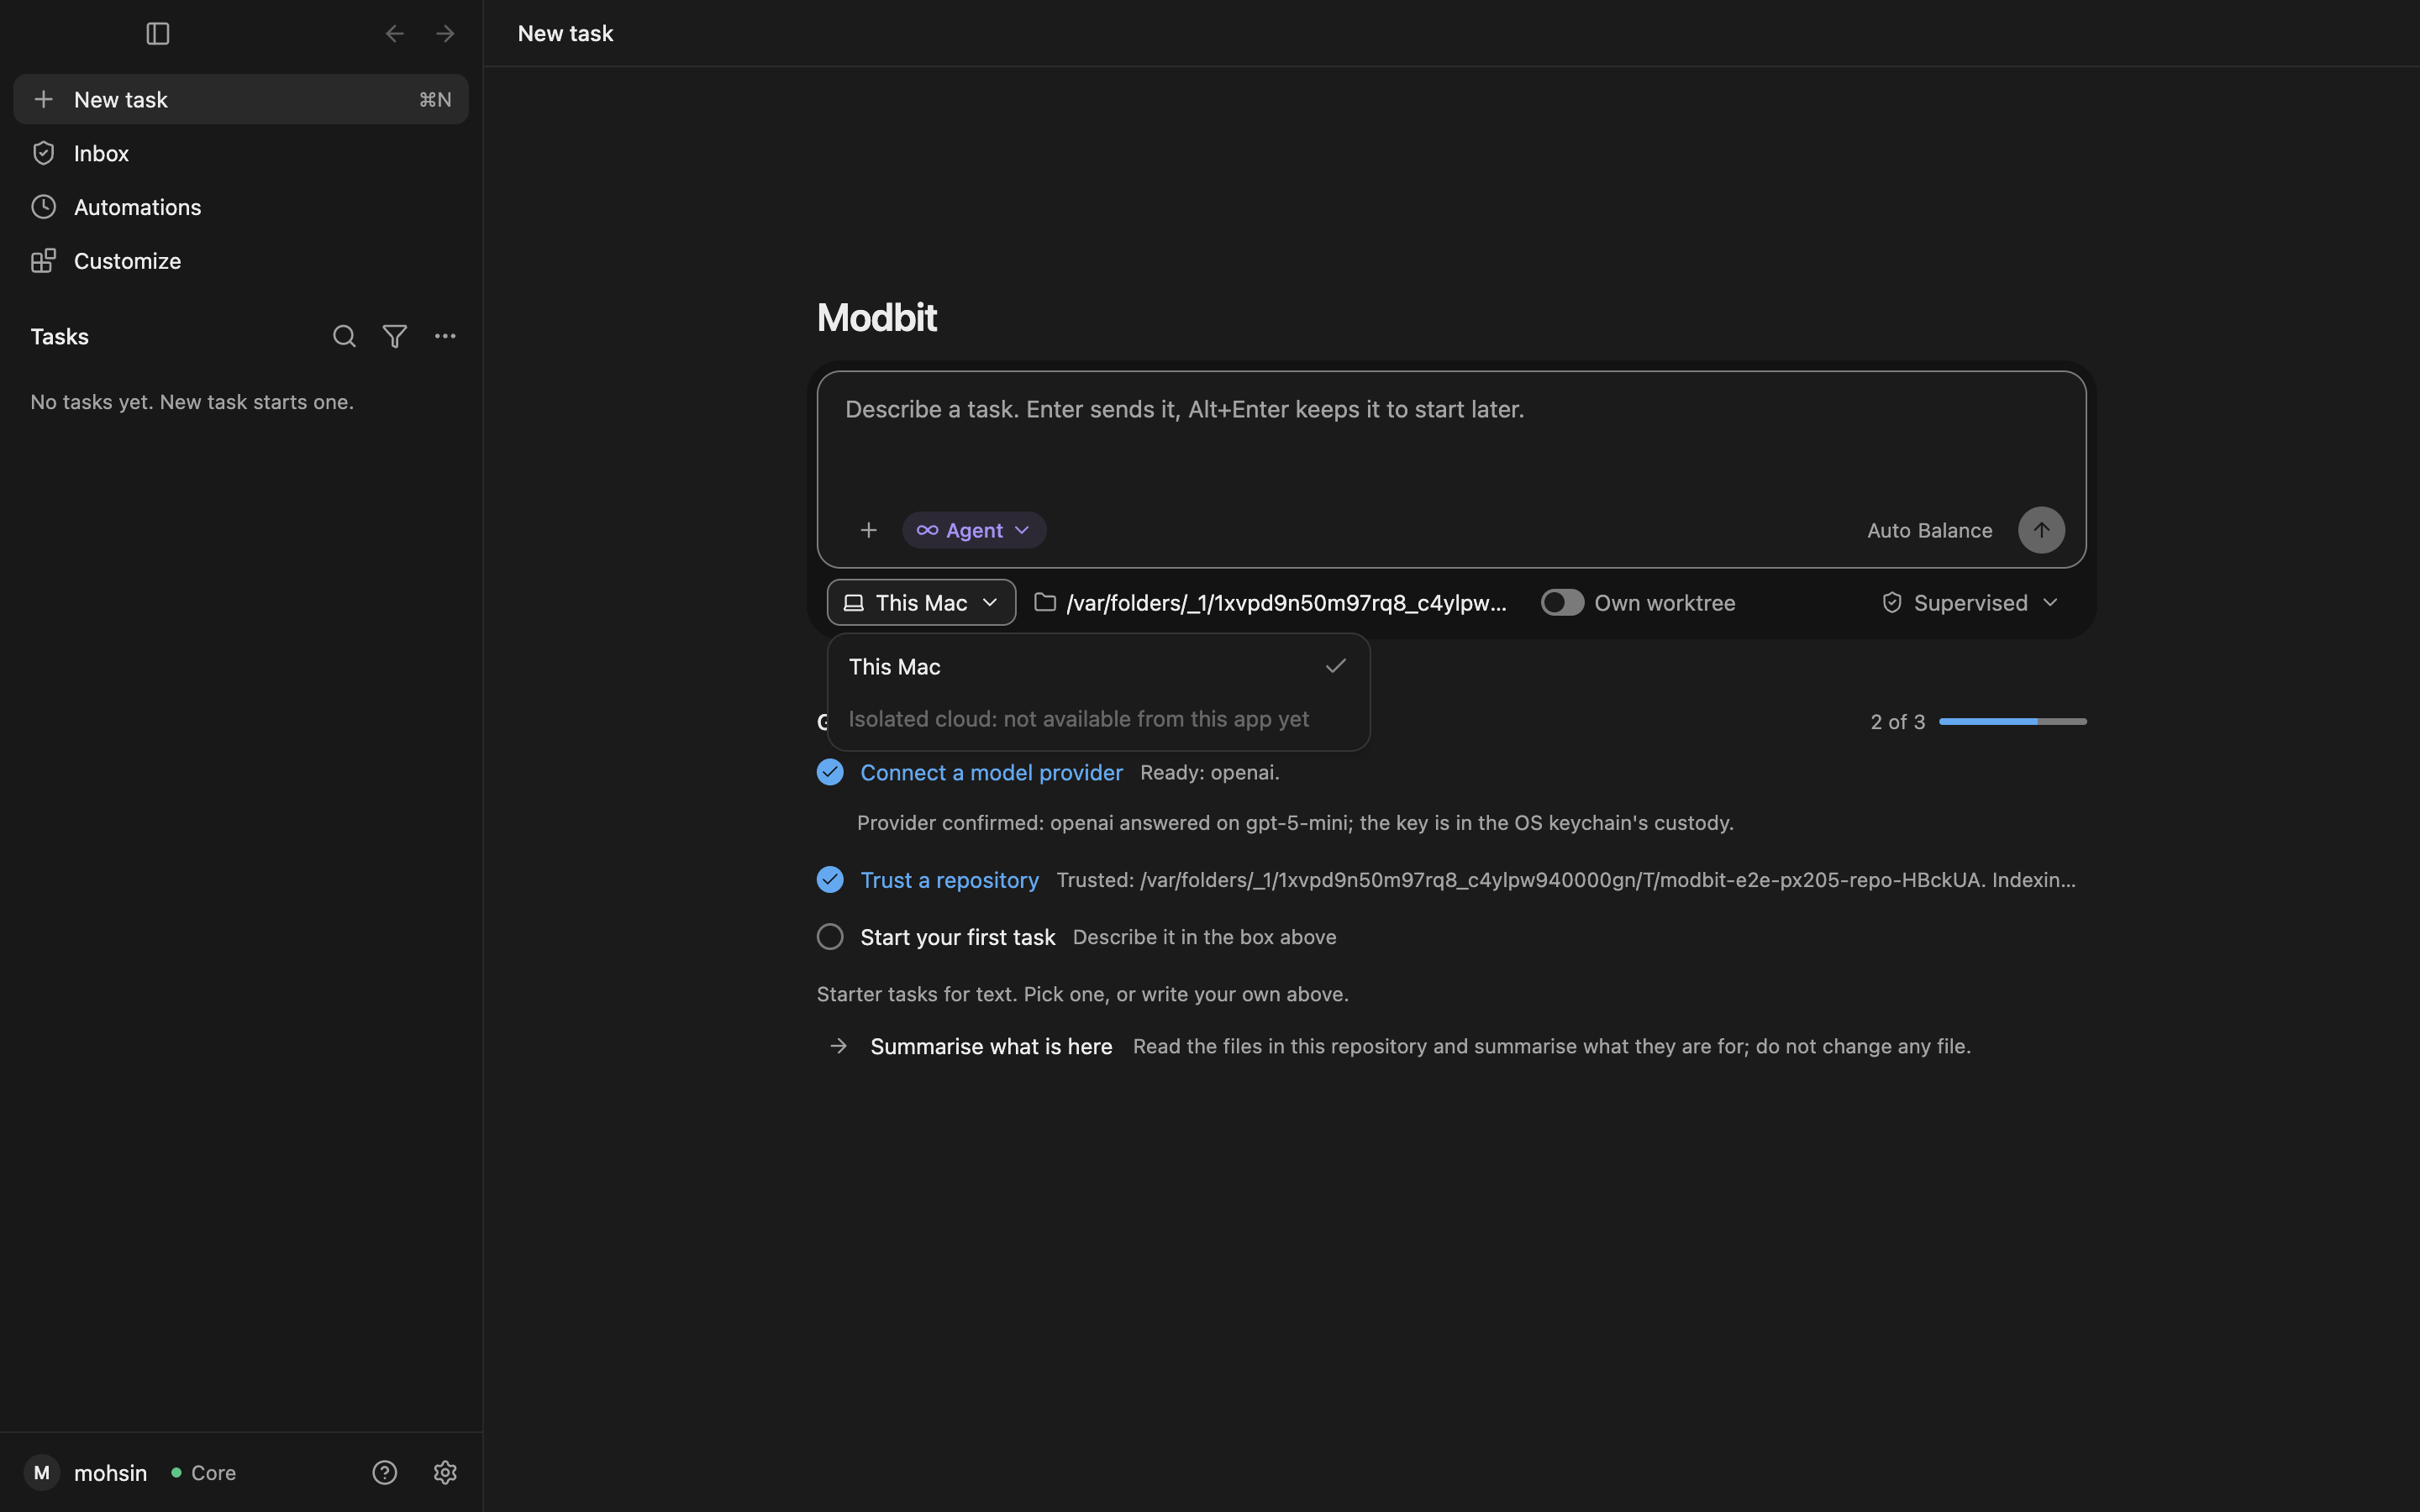 New task
New task ⌘N
Inbox
Automations
Customize
Tasks
No tasks yet. New task starts one.
M mohsin Core
Modbit
Describe a task. Enter sends it, Alt+Enter keeps it to start later.
Agent Auto Balance
This Mac /var/folders/_1/1xvpd9n50m97rq8_c4ylpw... Own worktree Supervised
This Mac
Isolated cloud: not available from this app yet
2 of 3
Connect a model provider Ready: openai.
Provider confirmed: openai answered on gpt-5-mini; the key is in the OS keychain's custody.
Trust a repository Trusted: /var/folders/_1/1xvpd9n50m97rq8_c4ylpw940000gn/T/modbit-e2e-px205-repo-HBckUA. Indexin...
Start your first task Describe it in the box above
Starter tasks for text. Pick one, or write your own above.
Summarise what is here Read the files in this repository and summarise what they are for; do not change any file.